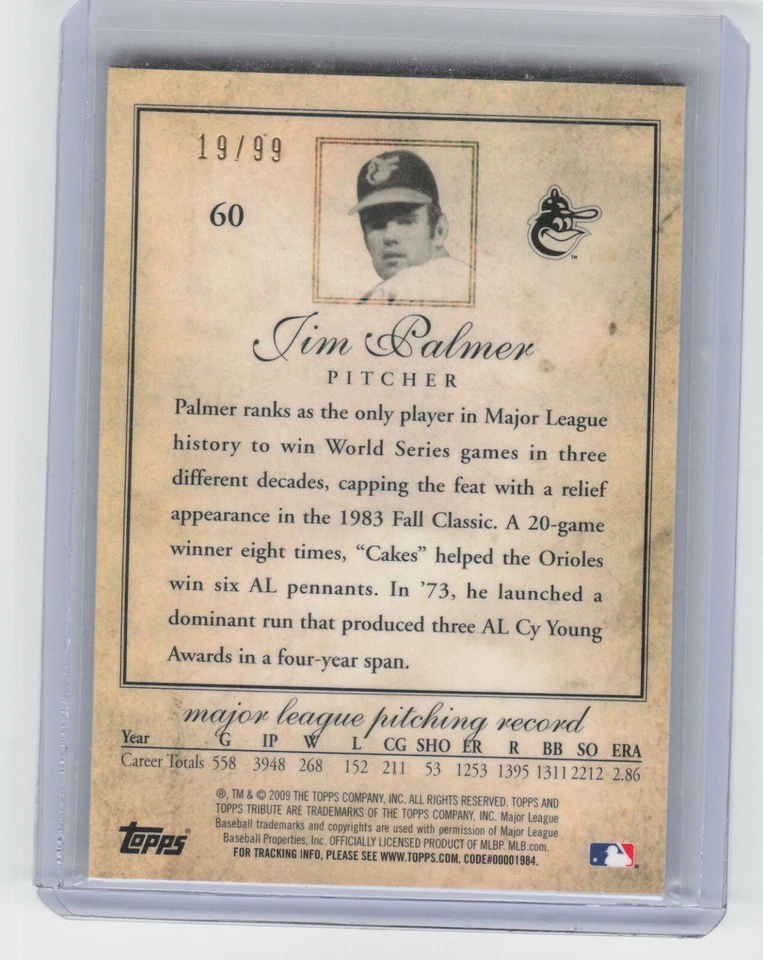 19/99
60
TM
Jim Palmer
PITCHER
Palmer ranks as the only player in Major League
history to win World Series games in three
different decades, capping the feat with a relief
appearance in the 1983 Fall Classic. A 20-game
winner eight times, “Cakes” helped the Orioles
win six AL pennants. In ’73, he launched a
dominant run that produced three AL Cy Young
Awards in a four-year span.
major league pitching record
Year G IP W L CG SHO ER R BB SO ERA
Career Totals 558 3948 268 152 211 53 1253 1395 1311 2212 2.86
®, TM & © 2009 THE TOPPS COMPANY, INC. ALL RIGHTS RESERVED. TOPPS AND
TOPPS TRIBUTE ARE TRADEMARKS OF THE TOPPS COMPANY, INC. Major League
Baseball trademarks and copyrights are used with permission of Major League
Baseball Properties, Inc. OFFICIALLY LICENSED PRODUCT OF MLBP. MLB.com.
FOR TRACKING INFO, PLEASE SEE WWW.TOPPS.COM. CODE#00001984.
topps®